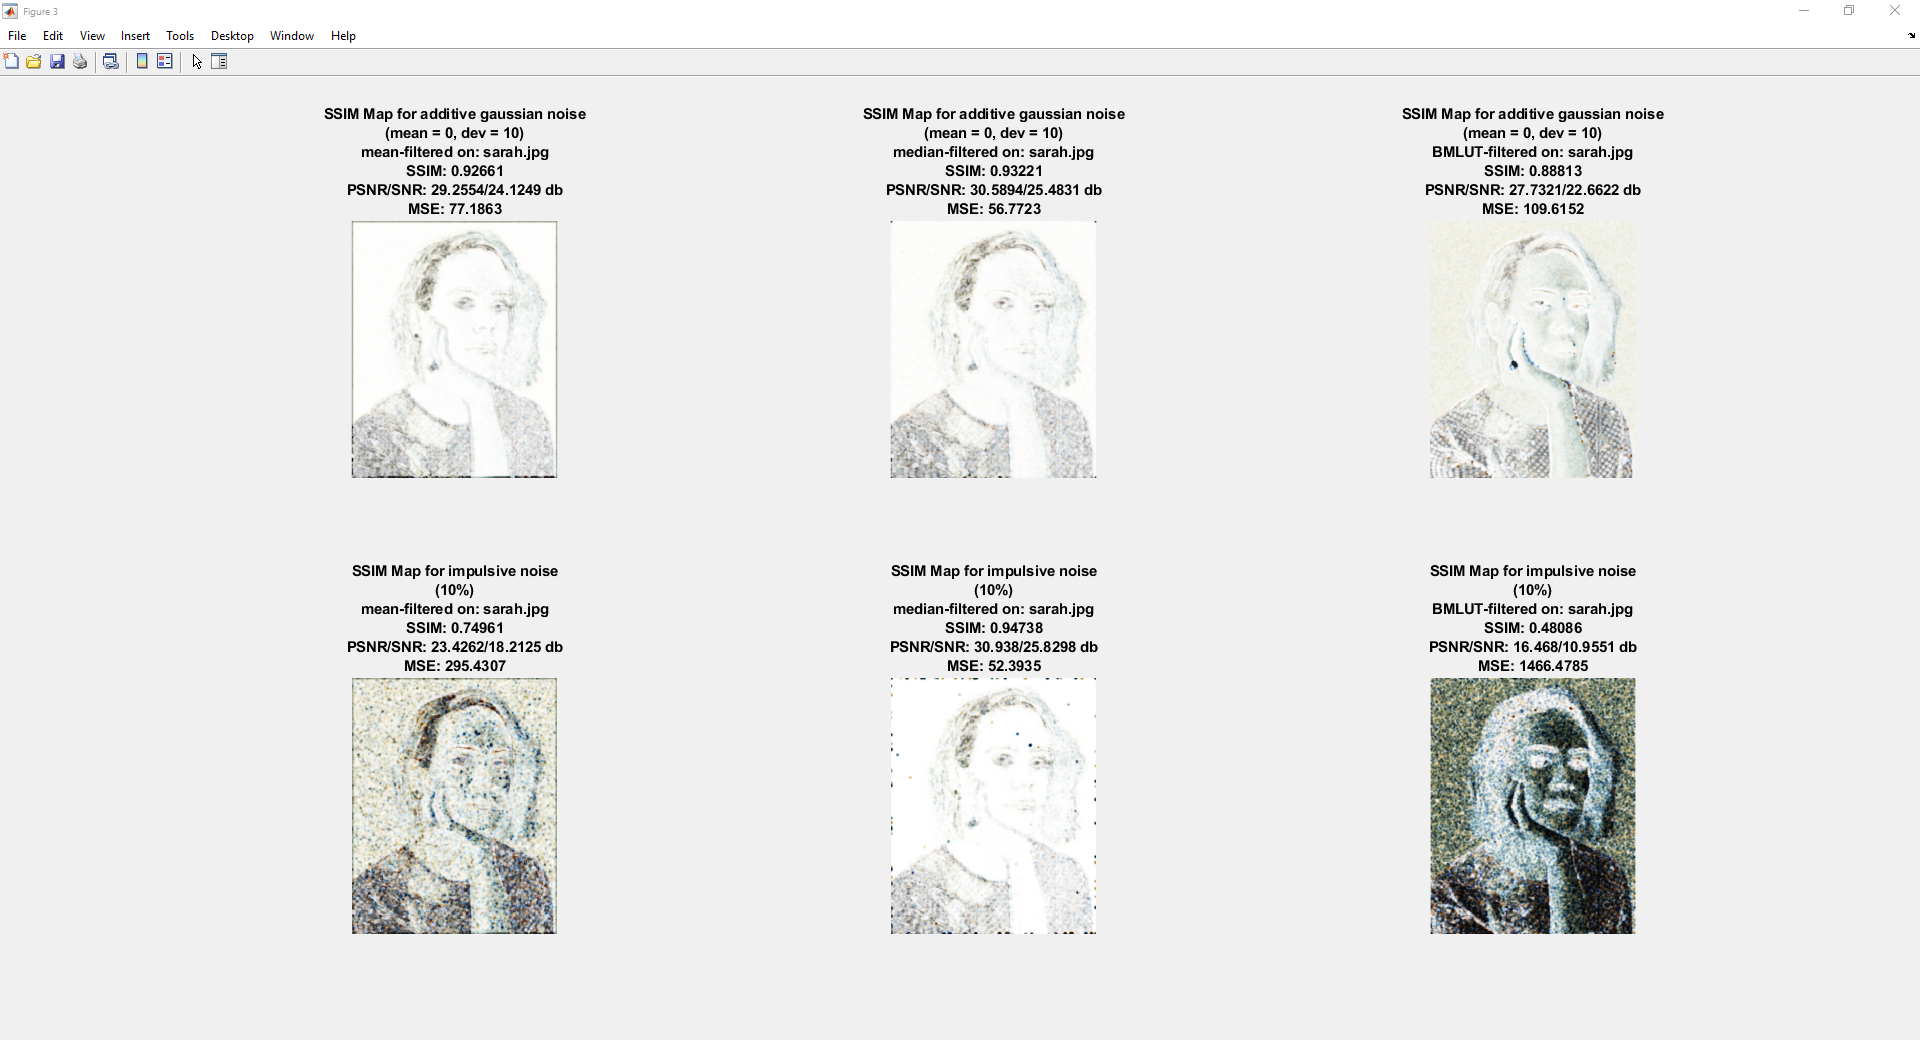 Figure 3
File Edit View Insert Tools Desktop Window Help
SSIM Map for additive gaussian noise
(mean = 0, dev = 10)
mean-filtered on: sarah.jpg
SSIM: 0.92661
PSNR/SNR: 29.2554/24.1249 db
MSE: 77.1863
SSIM Map for additive gaussian noise
(mean = 0, dev = 10)
median-filtered on: sarah.jpg
SSIM: 0.93221
PSNR/SNR: 30.5894/25.4831 db
MSE: 56.7723
SSIM Map for additive gaussian noise
(mean = 0, dev = 10)
BMLUT-filtered on: sarah.jpg
SSIM: 0.88813
PSNR/SNR: 27.7321/22.6622 db
MSE: 109.6152
SSIM Map for impulsive noise
(10%)
mean-filtered on: sarah.jpg
SSIM: 0.74961
PSNR/SNR: 23.4262/18.2125 db
MSE: 295.4307
SSIM Map for impulsive noise
(10%)
median-filtered on: sarah.jpg
SSIM: 0.94738
PSNR/SNR: 30.938/25.8298 db
MSE: 52.3935
SSIM Map for impulsive noise
(10%)
BMLUT-filtered on: sarah.jpg
SSIM: 0.48086
PSNR/SNR: 16.468/10.9551 db
MSE: 1466.4785